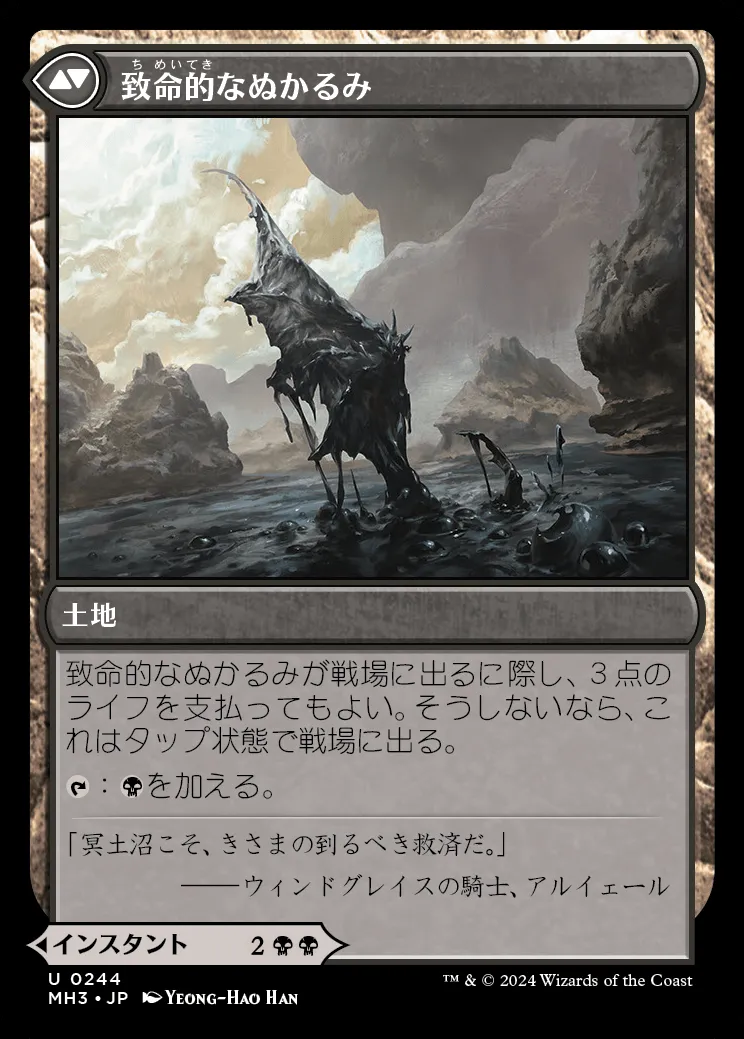 ち めいてき
致命的なぬかるみ
土地
致命的なぬかるみが戦場に出るに際し、3点の
ライフを支払ってもよい。そうしないなら、こ
れはタップ状態で戦場に出る。
：を加える。
「冥土沼こそ、きさまの到るべき救済だ。」
――ウィンドグレイスの騎士、アルイェール
インスタント 2
U 0244
MH3 • JP YEONG-HAO HAN
™ & © 2024 Wizards of the Coast